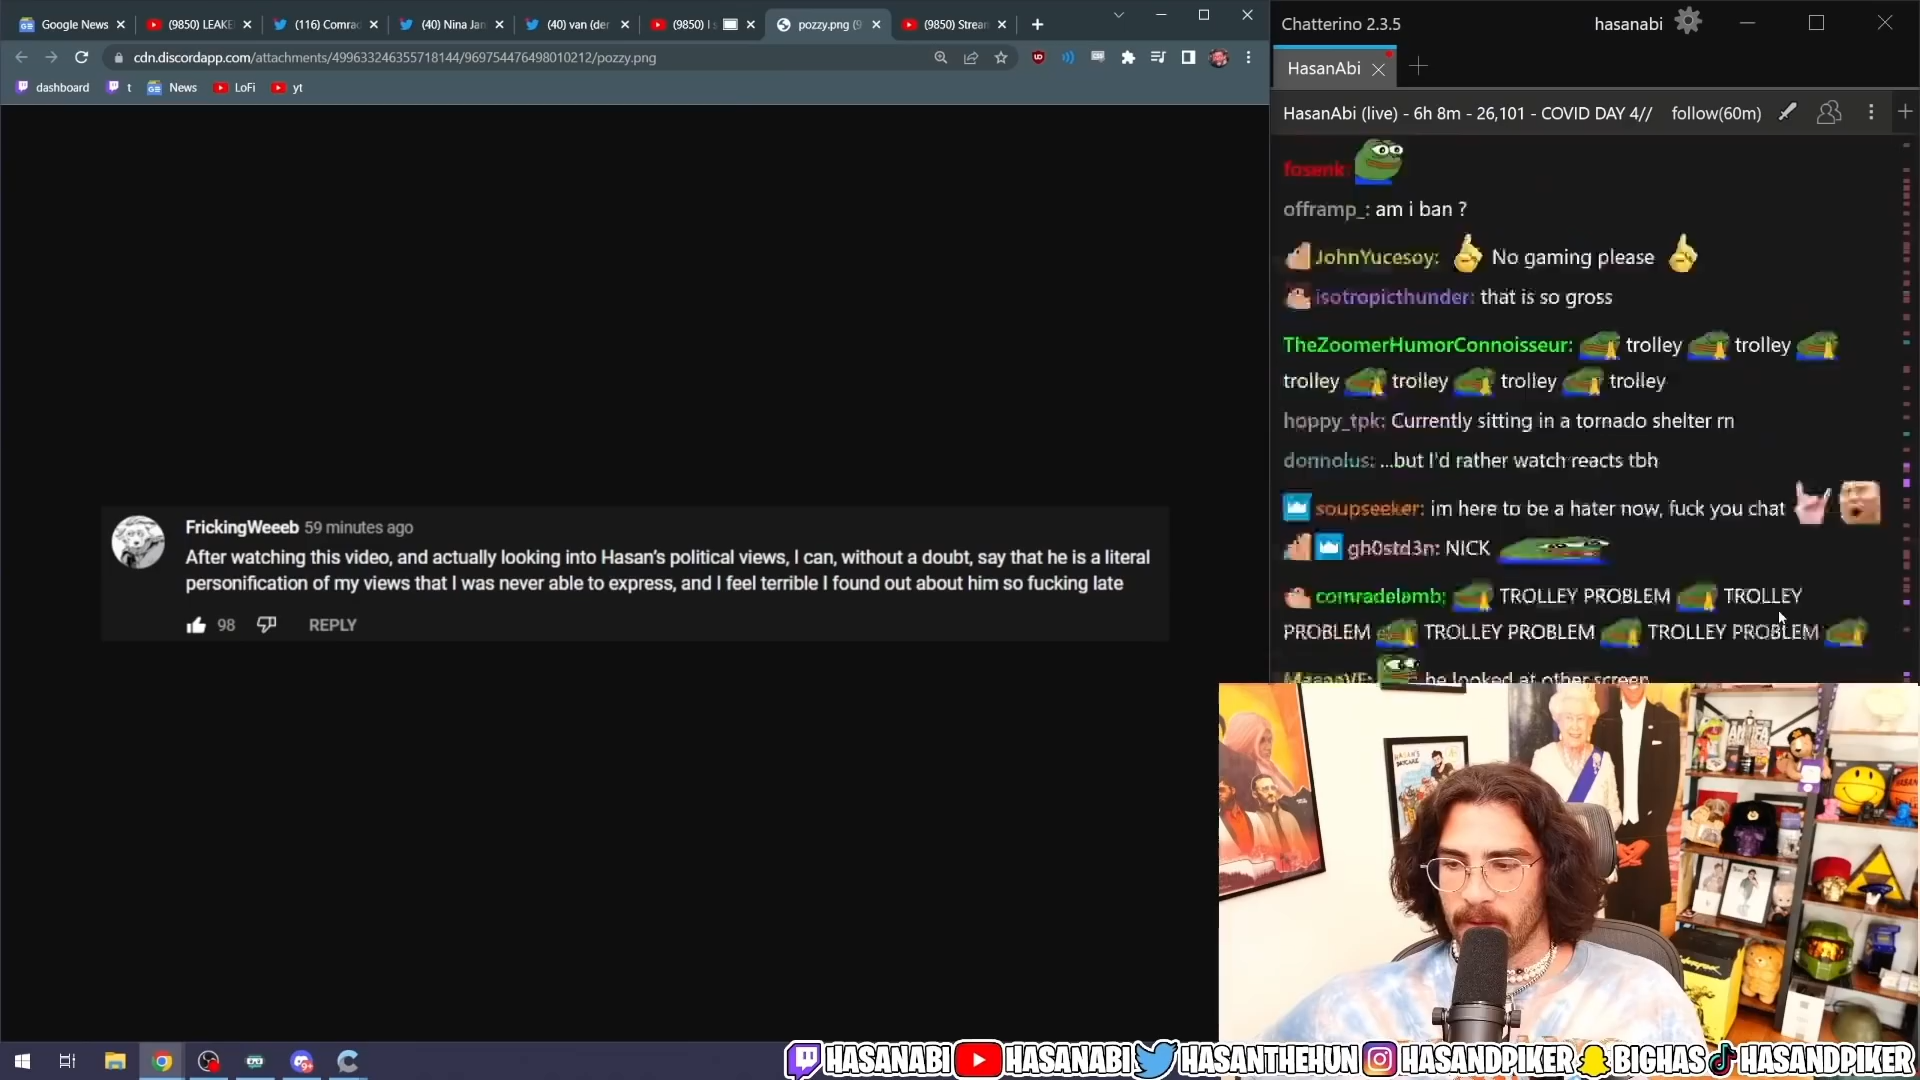 Google News
(9850) LEAKE
(116) Comra
(40) Nina Jan
(40) van (der
(9850) I s
pozzy.png (9
(9850) Stream
cdn.discordapp.com/attachments/499633246355718144/969754476498010212/pozzy.png
dashboard
t
News
LoFi
yt
FrickingWeeeb 59 minutes ago
After watching this video, and actually looking into Hasan's political views, I can, without a doubt, say that he is a literal
personification of my views that I was never able to express, and I feel terrible I found out about him so fucking late
98 REPLY
Chatterino 2.3.5
hasanabi
HasanAbi
HasanAbi (live) - 6h 8m - 26,101 - COVID DAY 4// follow(60m)
fosenk:
offramp_: am i ban ?
JohnYucesoy: No gaming please
isotropicthunder: that is so gross
TheZoomerHumorConnoisseur: trolley trolley
trolley trolley trolley trolley
hoppy_tpk: Currently sitting in a tornado shelter rn
donnolus: ...but I'd rather watch reacts tbh
soupseeker: im here to be a hater now, fuck you chat
gh0std3n: NICK
comradelamb: TROLLEY PROBLEM TROLLEY
PROBLEM TROLLEY PROBLEM TROLLEY PROBLEM
he looked at other screen
HASANABI HASANABI HASANTHEHUN HASANDPIKER BIGHAS HASANDPIKER